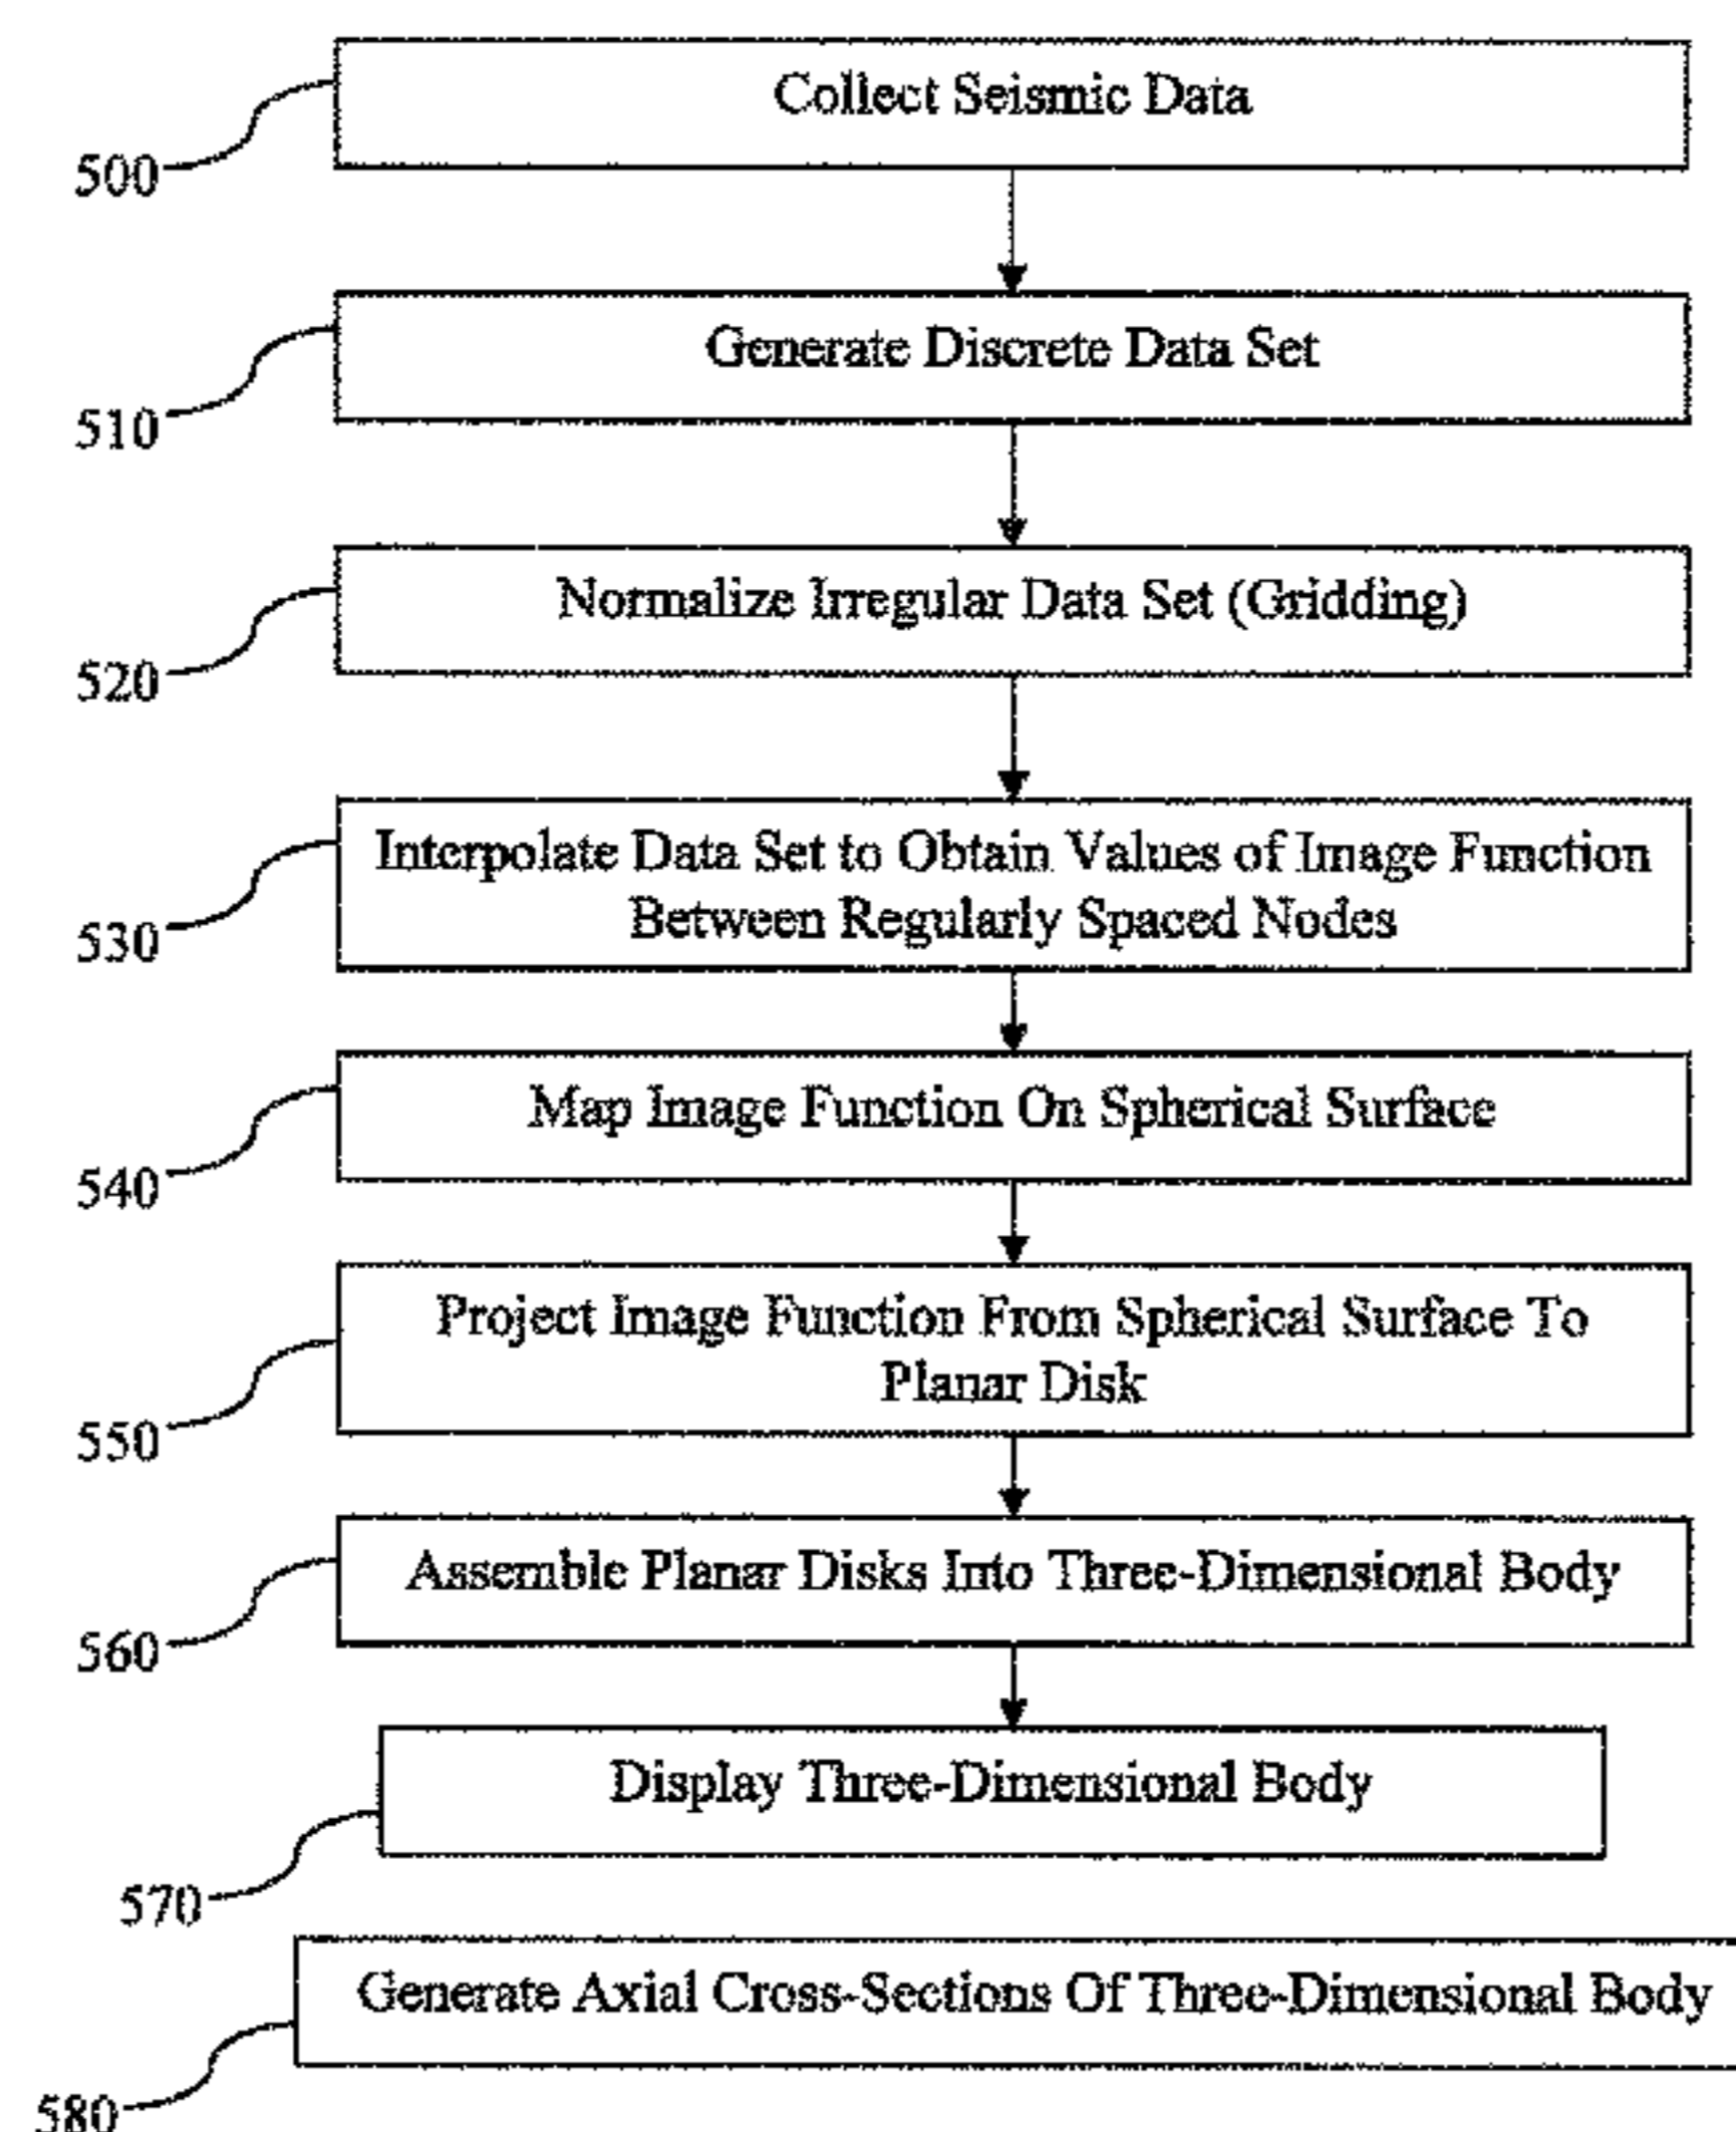 Collect Seismic Data
500
Generate Discrete Data Set
510
Normalize Irregular Data Set (Gridding)
520
Interpolate Data Set to Obtain Values of Image Function
Between Regularly Spaced Nodes
530
Map Image Function On Spherical Surface
540
Project Image Function From Spherical Surface To
Planar Disk
550
Assemble Planar Disks Into Three-Dimensional Body
560
Display Three-Dimensional Body
570
Generate Axial Cross-Sections Of Three-Dimensional Body
580